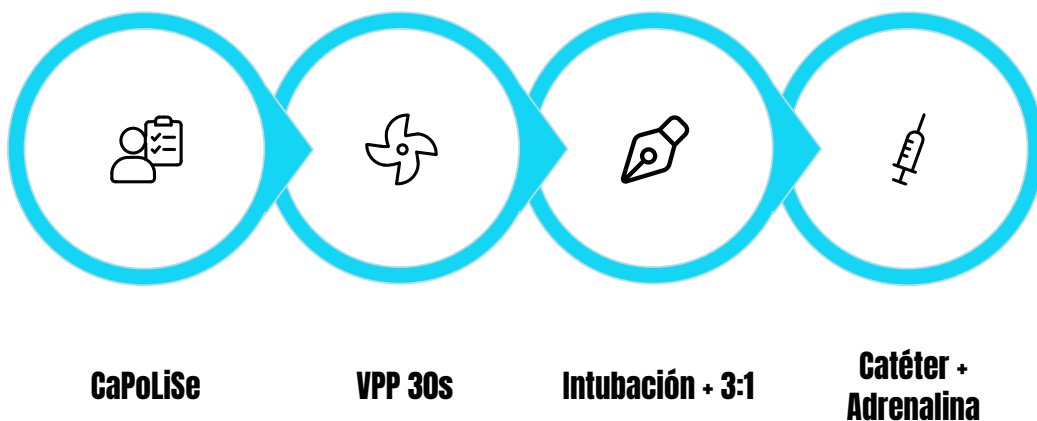 CaPoLiSe
VPP 30s
Intubación + 3:1
Catéter +
Adrenalina